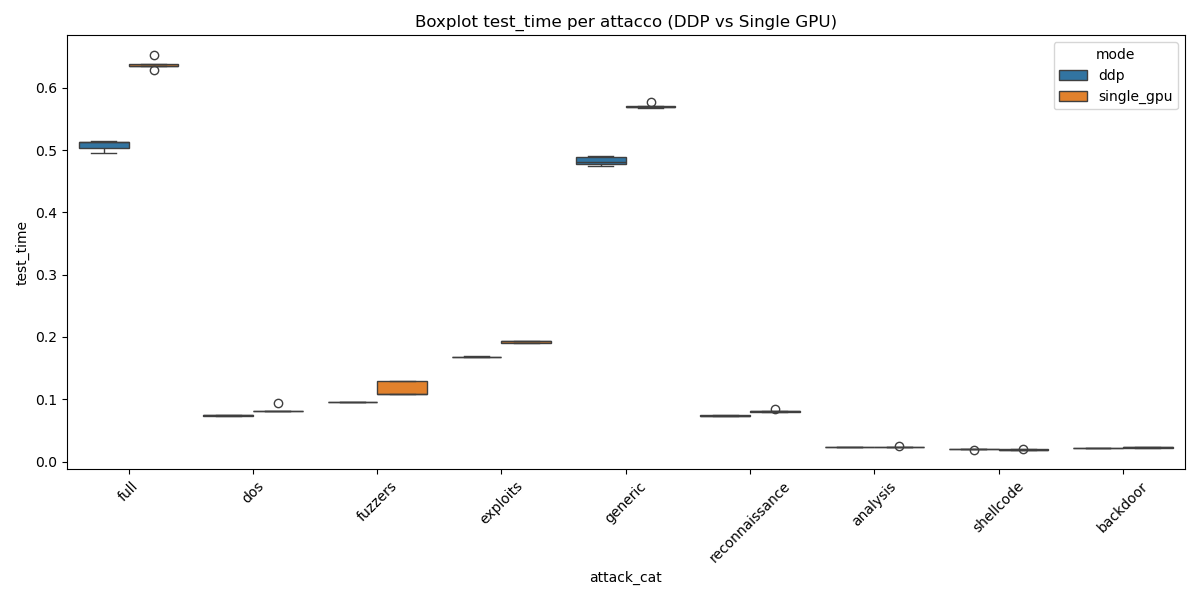 Boxplot test_time per attacco (DDP vs Single GPU)
mode
ddp
single_gpu
test_time
0.6
0.5
0.4
0.3
0.2
0.1
0.0
full
dos
fuzzers
exploits
generic
reconnaissance
analysis
shellcode
backdoor
attack_cat